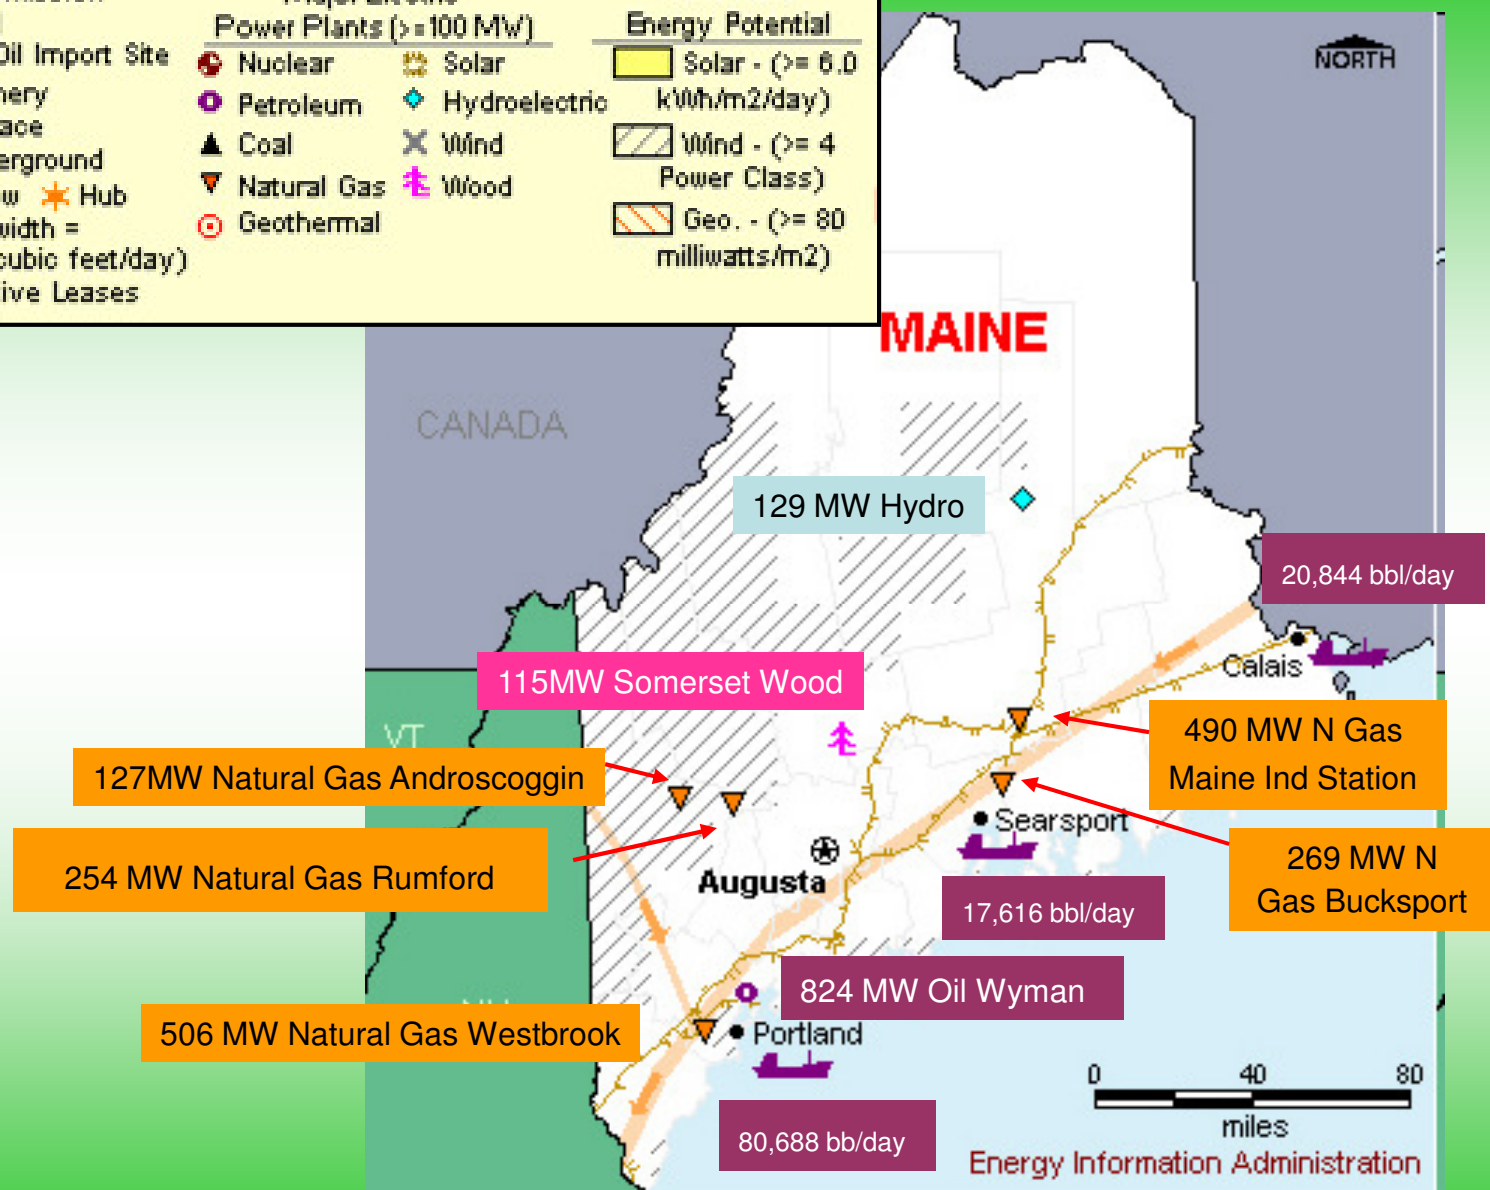 Power Plants (>=100 MW)
Energy Potential
Oil Import Site
Nuclear
Solar
Solar - (>= 6.0
kWh/m2/day)
Petroleum
Hydroelectric
Coal
Wind
Wind - (>= 4
Power Class)
Natural Gas
Wood
Hub
Geo. - (>= 80
milliwatts/m2)
Geothermal
width =
cubic feet/day)
Leases
NORTH
MAINE
CANADA
129 MW Hydro
20,844 bbl/day
Calais
115MW Somerset Wood
VT
490 MW N Gas
Maine Ind Station
127MW Natural Gas Androscoggin
Searsport
254 MW Natural Gas Rumford
Augusta
269 MW N
Gas Bucksport
17,616 bbl/day
824 MW Oil Wyman
506 MW Natural Gas Westbrook
Portland
80,688 bb/day
0 40 80
miles
Energy Information Administration